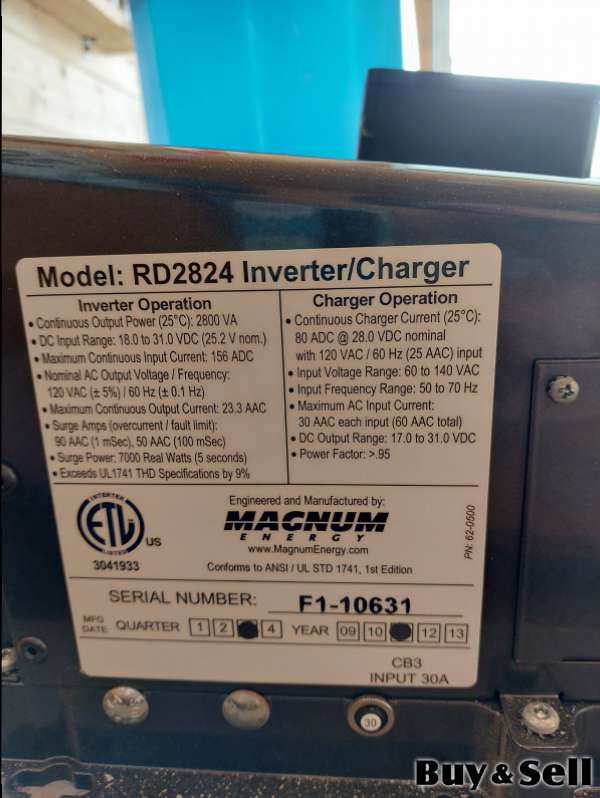 Model: RD2824 Inverter/Charger
Inverter Operation
• Continuous Output Power (25°C): 2800 VA
• DC Input Range: 18.0 to 31.0 VDC (25.2 V nom.)
• Maximum Continuous Input Current: 156 ADC
• Nominal AC Output Voltage / Frequency:
120 VAC (± 5%) / 60 Hz (± 0.1 Hz)
• Maximum Continuous Output Current: 23.3 AAC
• Surge Amps (overcurrent / fault limit):
90 AAC (1 mSec), 50 AAC (100 mSec)
• Surge Power: 7000 Real Watts (5 seconds)
• Exceeds UL1741 THD Specifications by 9%
Charger Operation
• Continuous Charger Current (25°C):
80 ADC @ 28.0 VDC nominal
with 120 VAC / 60 Hz (25 AAC) input
• Input Voltage Range: 60 to 140 VAC
• Input Frequency Range: 50 to 70 Hz
• Maximum AC Input Current:
30 AAC each input (60 AAC total)
• DC Output Range: 17.0 to 31.0 VDC
• Power Factor: >.95
INTERTEK
ETL
LISTED
US
3041933
Engineered and Manufactured by:
MAGNUM
ENERGY
www.MagnumEnergy.com
Conforms to ANSI / UL STD 1741, 1st Edition
PN: 62-0500
SERIAL NUMBER: F1-10631
MFG
DATE QUARTER 1 2 4 YEAR 09 10 12 13
CB3
INPUT 30A
30
Buy & Sell